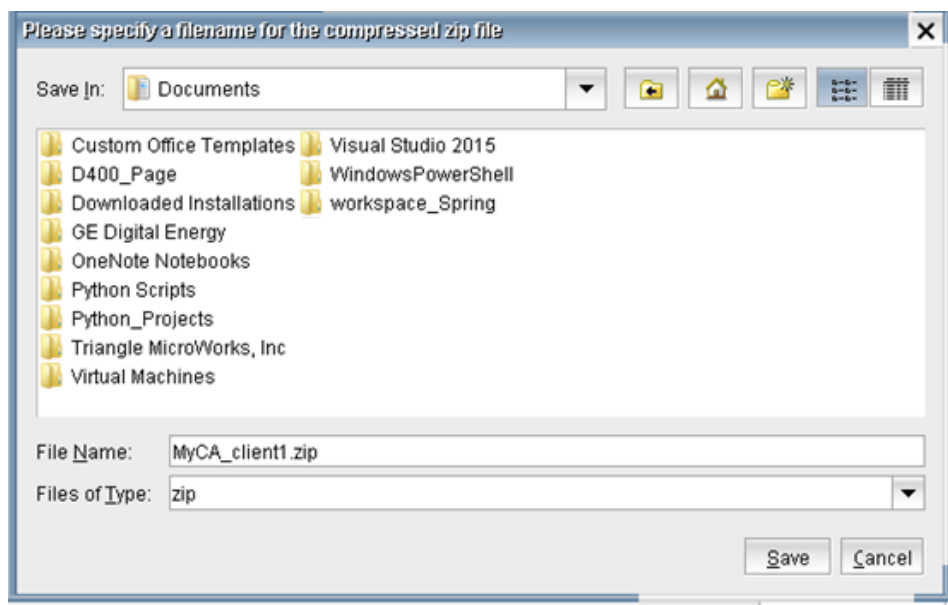 Please specify a filename for the compressed zip file
Save In: Documents
Custom Office Templates Visual Studio 2015
D400_Page WindowsPowerShell
Downloaded Installations workspace_Spring
GE Digital Energy
OneNote Notebooks
Python Scripts
Python_Projects
Triangle MicroWorks, Inc
Virtual Machines
File Name: MyCA_client1.zip
Files of Type: zip
Save Cancel